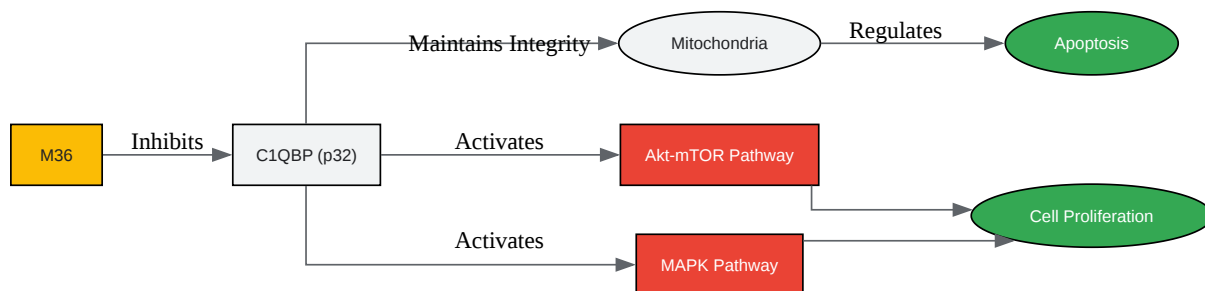 Maintains Integrity
Mitochondria
Regulates
Apoptosis
M36
Inhibits
C1QBP (p32)
Activates
Akt-mTOR Pathway
Cell Proliferation
Activates
MAPK Pathway